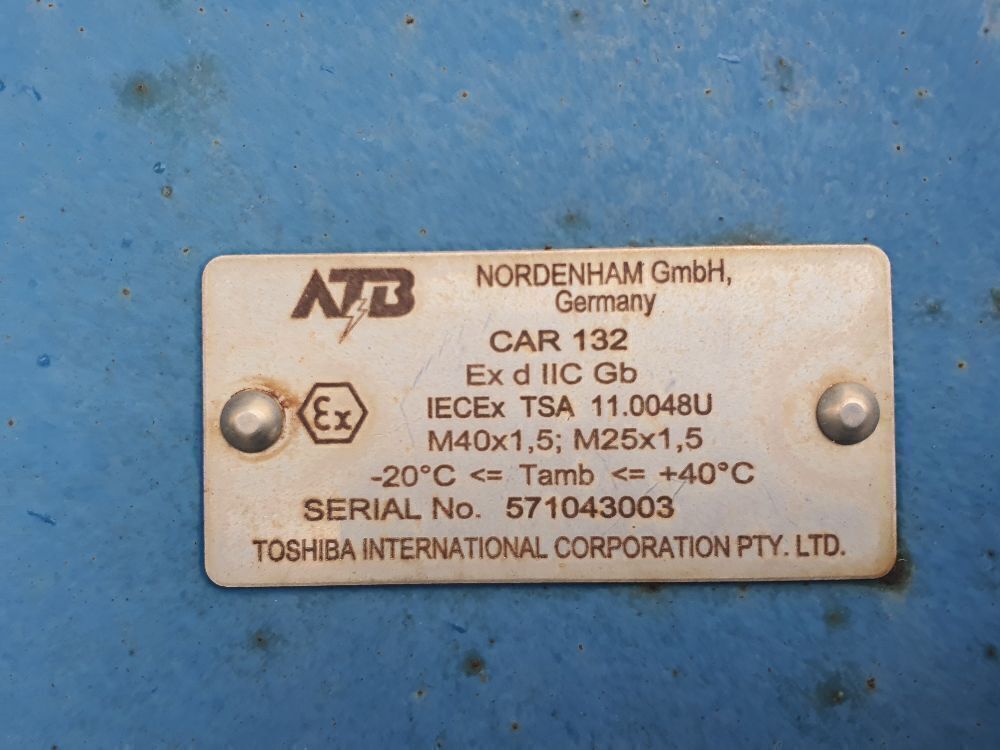 ATB NORDENHAM GmbH,
Germany
CAR 132
Ex d IIC Gb
Ex IECEx TSA 11.0048U
M40x1,5; M25x1,5
-20°C <= Tamb <= +40°C
SERIAL No. 571043003
TOSHIBA INTERNATIONAL CORPORATION PTY. LTD.